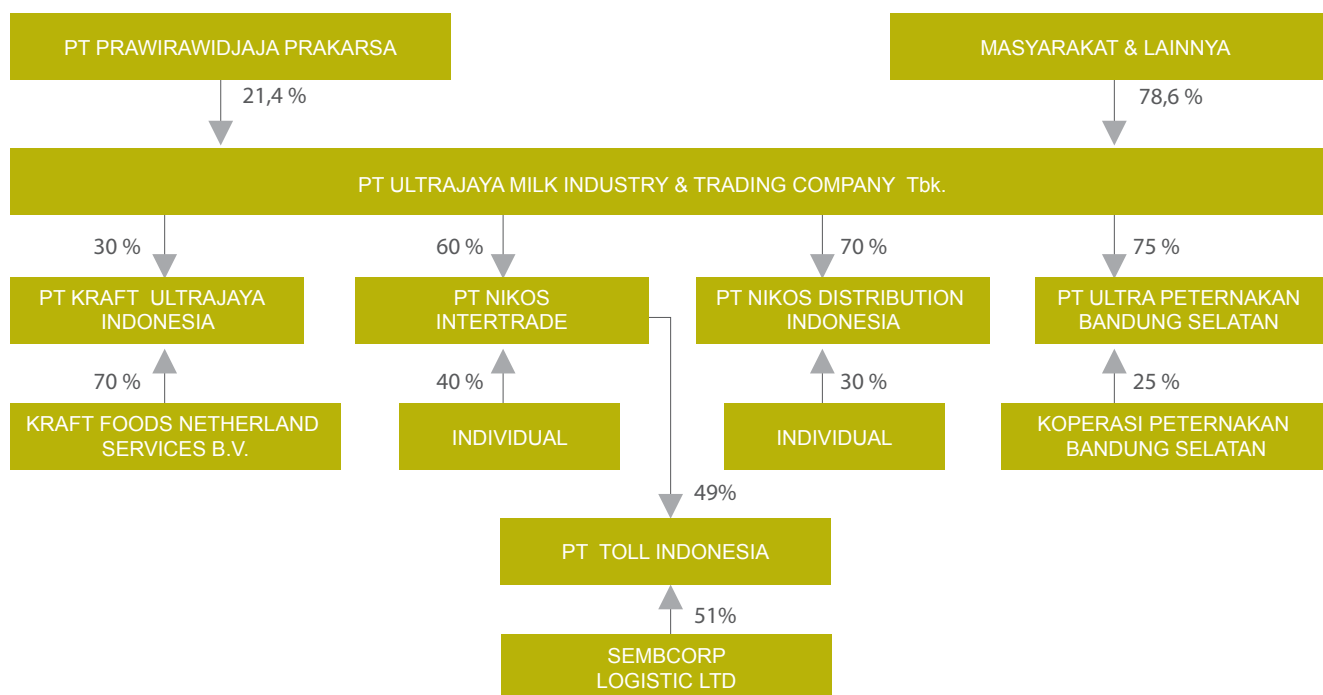 PT PRAWIRAWIDJAJA PRAKARSA
MASYARAKAT & LAINNYA
21,4 %
78,6 %
PT ULTRAJAYA MILK INDUSTRY & TRADING COMPANY Tbk.
30 %
60 %
70 %
75 %
PT KRAFT ULTRAJAYA
INDONESIA
PT NIKOS
INTERTRADE
PT NIKOS DISTRIBUTION
INDONESIA
PT ULTRA PETERNAKAN
BANDUNG SELATAN
70 %
40 %
30 %
25 %
KRAFT FOODS NETHERLAND
SERVICES B.V.
INDIVIDUAL
INDIVIDUAL
KOPERASI PETERNAKAN
BANDUNG SELATAN
49%
PT TOLL INDONESIA
51%
SEMBCORP
LOGISTIC LTD